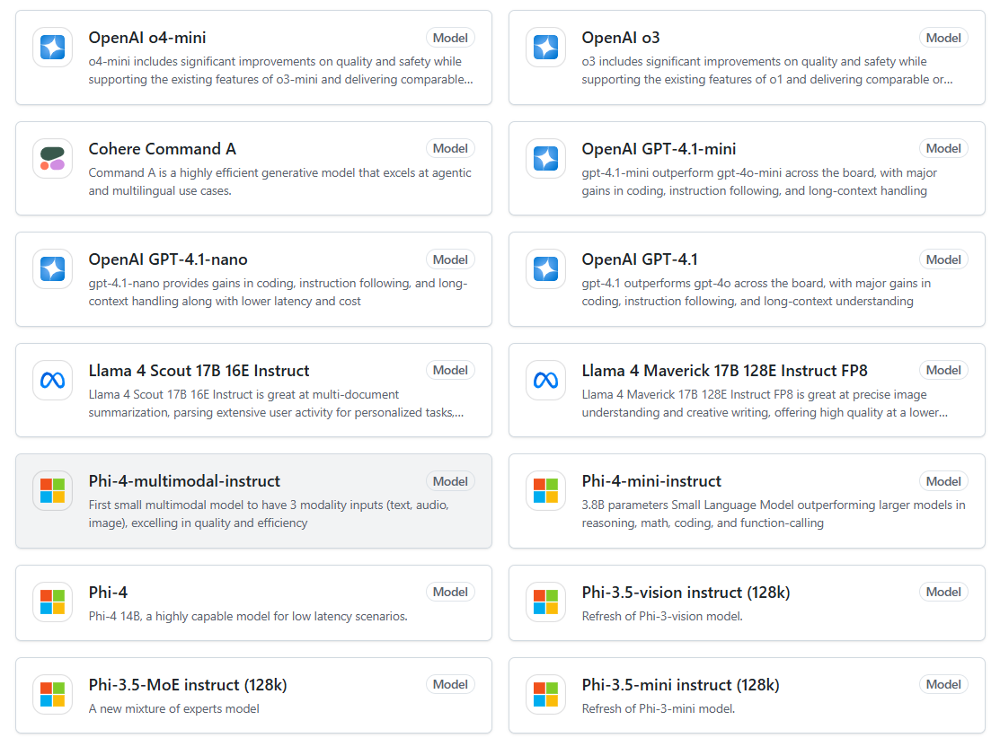 OpenAI o4-mini
Model
o4-mini includes significant improvements on quality and safety while
supporting the existing features of o3-mini and delivering comparable...
OpenAI o3
Model
o3 includes significant improvements on quality and safety while
supporting the existing features of o1 and delivering comparable or...
Cohere Command A
Model
Command A is a highly efficient generative model that excels at agentic
and multilingual use cases.
OpenAI GPT-4.1-mini
Model
gpt-4.1-mini outperform gpt-4o-mini across the board, with major
gains in coding, instruction following, and long-context handling
OpenAI GPT-4.1-nano
Model
gpt-4.1-nano provides gains in coding, instruction following, and long-
context handling along with lower latency and cost
OpenAI GPT-4.1
Model
gpt-4.1 outperforms gpt-4o across the board, with major gains in
coding, instruction following, and long-context understanding
Llama 4 Scout 17B 16E Instruct
Model
Llama 4 Scout 17B 16E Instruct is great at multi-document
summarization, parsing extensive user activity for personalized tasks,...
Llama 4 Maverick 17B 128E Instruct FP8
Model
Llama 4 Maverick 17B 128E Instruct FP8 is great at precise image
understanding and creative writing, offering high quality at a lower...
Phi-4-multimodal-instruct
Model
First small multimodal model to have 3 modality inputs (text, audio,
image), excelling in quality and efficiency
Phi-4-mini-instruct
Model
3.8B parameters Small Language Model outperforming larger models in
reasoning, math, coding, and function-calling
Phi-4
Model
Phi-4 14B, a highly capable model for low latency scenarios.
Phi-3.5-vision instruct (128k)
Model
Refresh of Phi-3-vision model.
Phi-3.5-MoE instruct (128k)
Model
A new mixture of experts model
Phi-3.5-mini instruct (128k)
Model
Refresh of Phi-3-mini model.